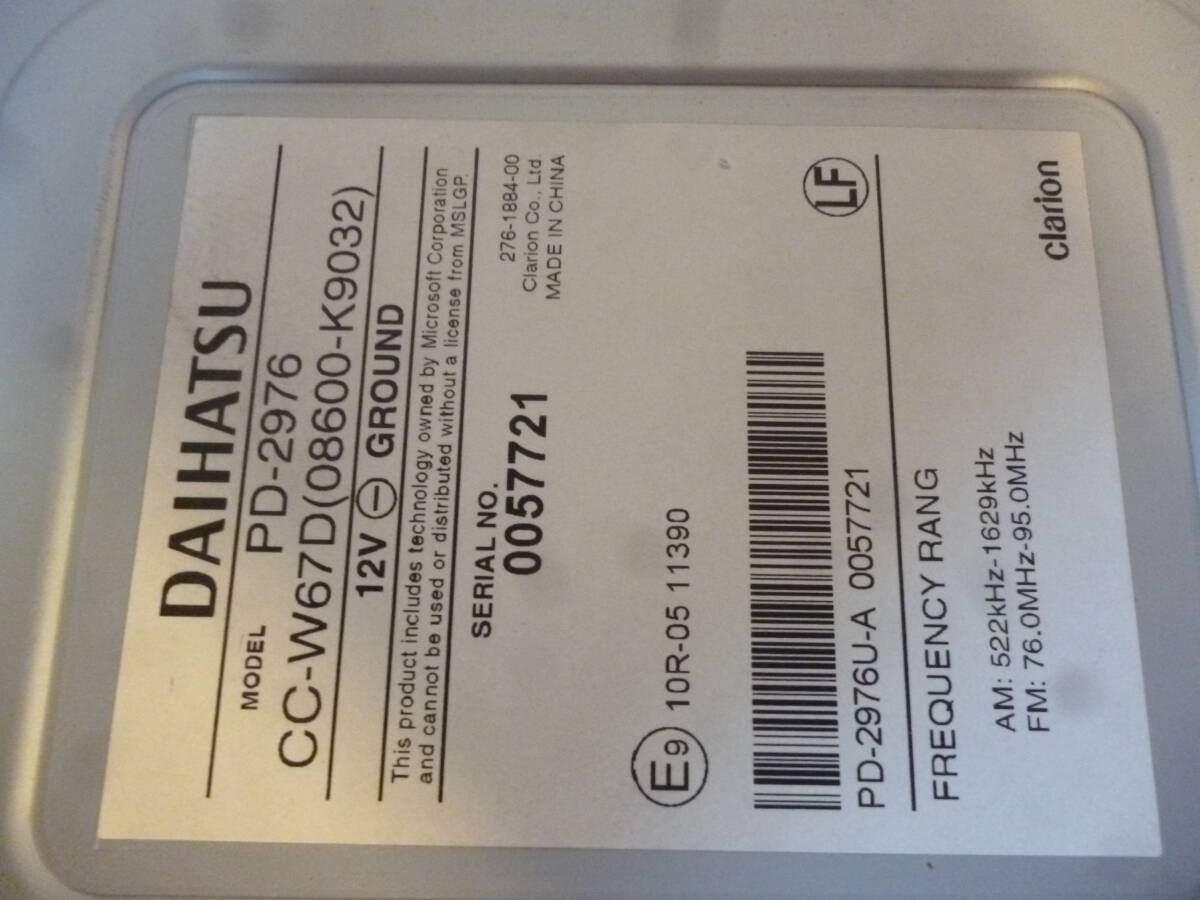 DAIHATSU
MODEL PD-2976
CC-W67D(08600-K9032)
12V ⊖ GROUND
This product includes technology owned by Microsoft Corporation
and cannot be used or distributed without a license from MSLGP.
SERIAL NO.
0057721
276-1884-00
Clarion Co., Ltd.
MADE IN CHINA
E9 10R-05 11390
LF
PD-2976U-A 0057721
FREQUENCY RANG
AM: 522kHz-1629kHz
FM: 76.0MHz-95.0MHz
clarion